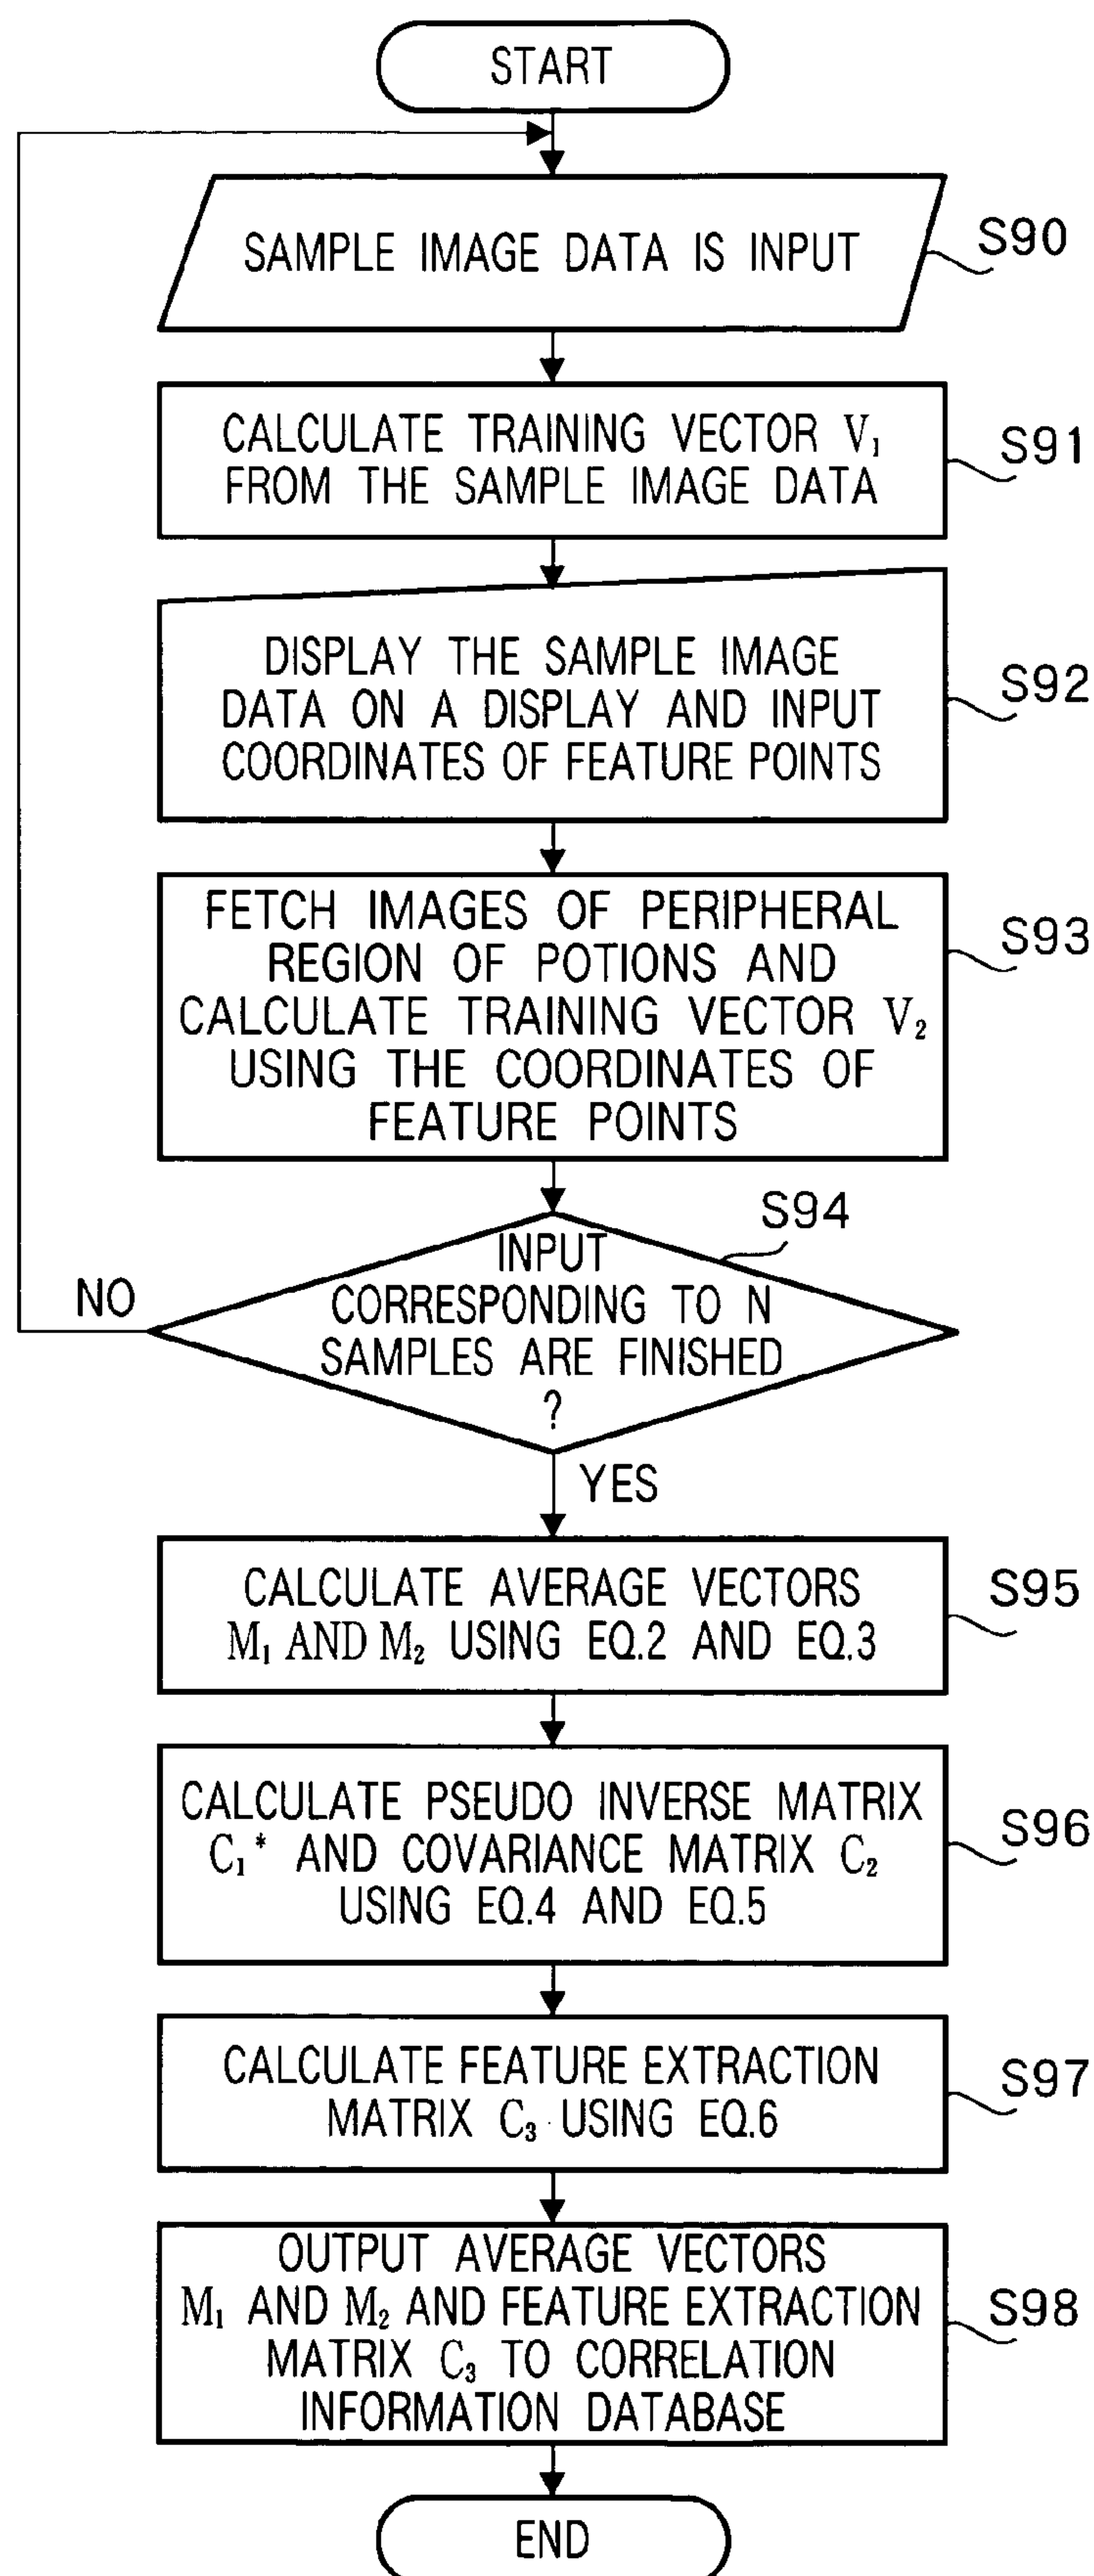 START
SAMPLE IMAGE DATA IS INPUT
S90
CALCULATE TRAINING VECTOR V₁
FROM THE SAMPLE IMAGE DATA
S91
DISPLAY THE SAMPLE IMAGE
DATA ON A DISPLAY AND INPUT
COORDINATES OF FEATURE POINTS
S92
FETCH IMAGES OF PERIPHERAL
REGION OF POTIONS AND
CALCULATE TRAINING VECTOR V₂
USING THE COORDINATES OF
FEATURE POINTS
S93
S94
INPUT
CORRESPONDING TO N
SAMPLES ARE FINISHED
?
NO
YES
CALCULATE AVERAGE VECTORS
M₁ AND M₂ USING EQ.2 AND EQ.3
S95
CALCULATE PSEUDO INVERSE MATRIX
C₁* AND COVARIANCE MATRIX C₂
USING EQ.4 AND EQ.5
S96
CALCULATE FEATURE EXTRACTION
MATRIX C₃ USING EQ.6
S97
OUTPUT AVERAGE VECTORS
M₁ AND M₂ AND FEATURE EXTRACTION
MATRIX C₃ TO CORRELATION
INFORMATION DATABASE
S98
END